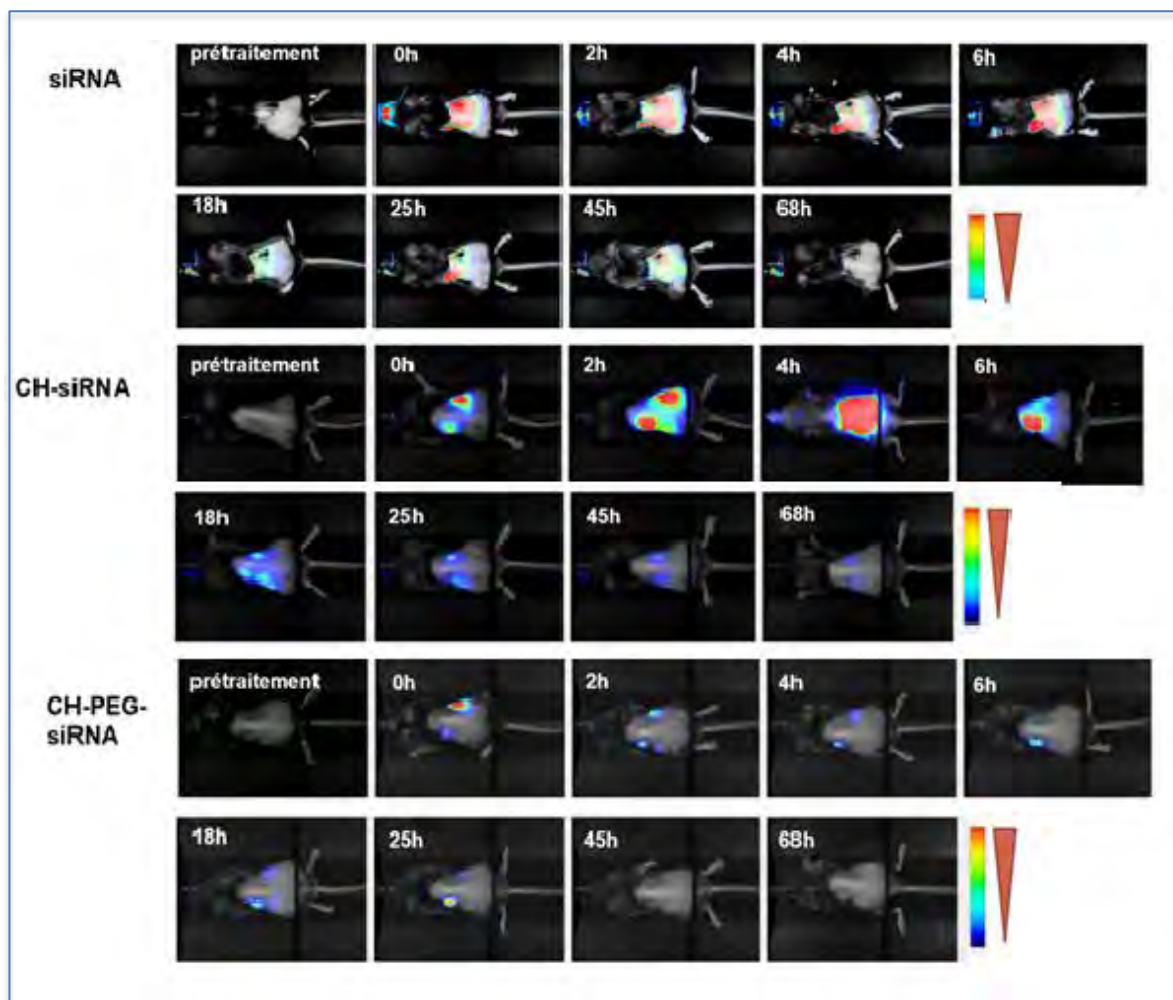 siRNA
prétraitement
0h
2h
4h
6h
18h
25h
45h
68h
CH-siRNA
prétraitement
0h
2h
4h
6h
18h
25h
45h
68h
CH-PEG-
siRNA
prétraitement
0h
2h
4h
6h
18h
25h
45h
68h